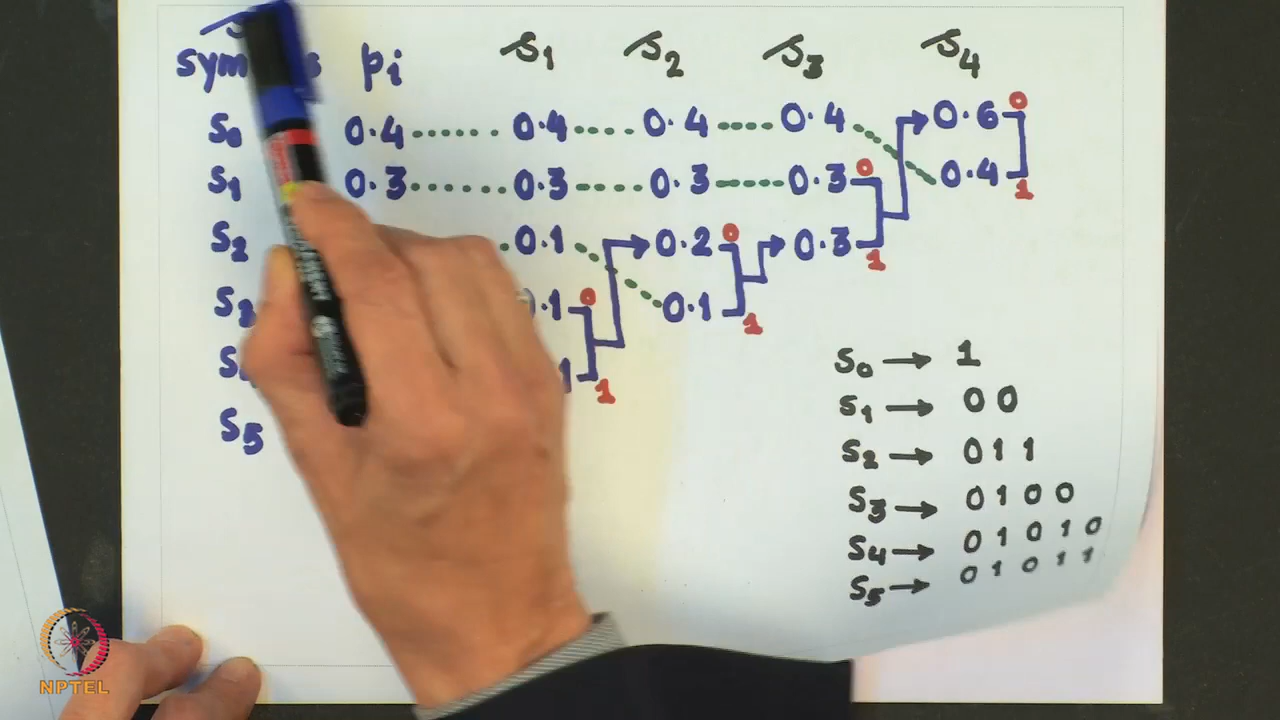 pi S1 S2 S3 S4
S0 0.4 0.4 0.4 0.4 0.6 0
S1 0.3 0.3 0.3 0.3 0 0.4 1
S2 0.1 0.2 0 0.3 1
0 0.1 1
1
S5
S0 → 1
S1 → 0 0
S2 → 0 1 1
S3 → 0 1 0 0
S4 → 0 1 0 1 0
S5 → 0 1 0 1 1
NPTEL